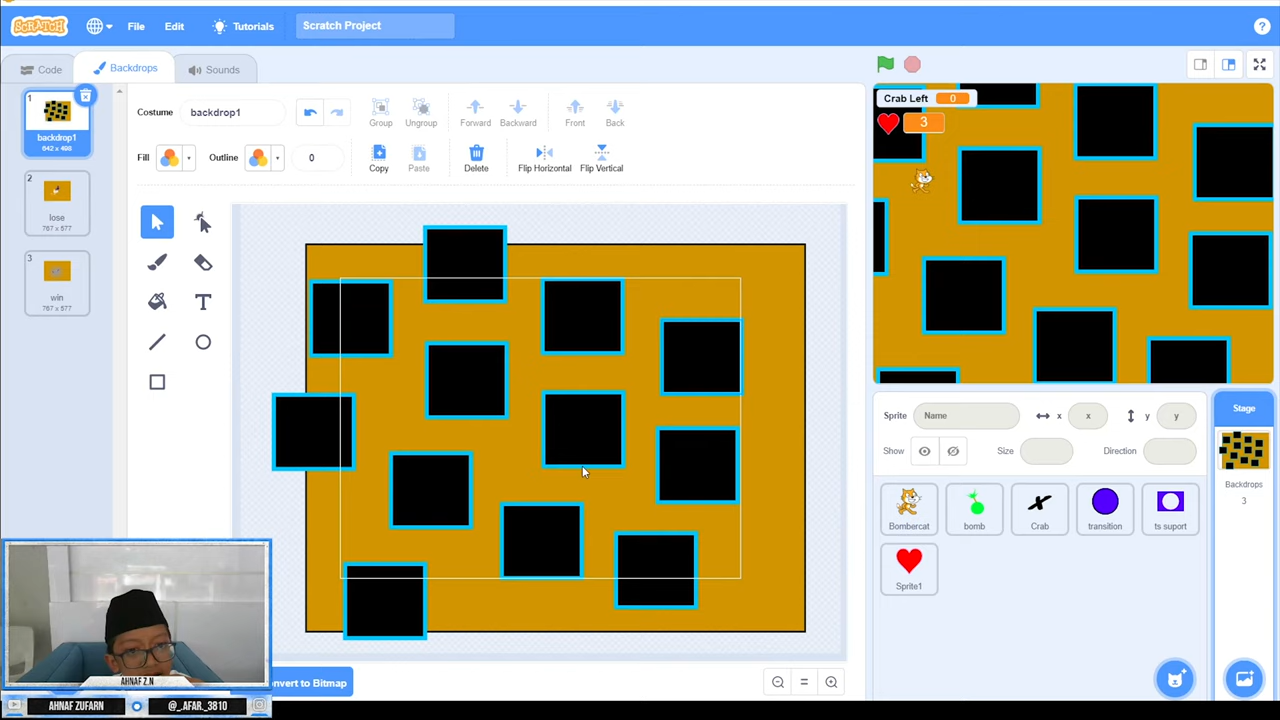 SCRATCH
File
Edit
Tutorials
Scratch Project
?
Code
Backdrops
Sounds
1
backdrop1
642 x 498
2
lose
767 x 577
3
win
767 x 577
Costume
backdrop1
Group
Ungroup
Forward
Backward
Front
Back
Fill
Outline
0
Copy
Paste
Delete
Flip Horizontal
Flip Vertical
T
Convert to Bitmap
Crab Left 0
3
Sprite
Name
x
x
y
y
Show
Size
Direction
Stage
Backdrops
3
Bombercat
bomb
Crab
transition
ts suport
Sprite1
AHNAF Z.N
AHNAF ZUFARN
@_AFAR_3810